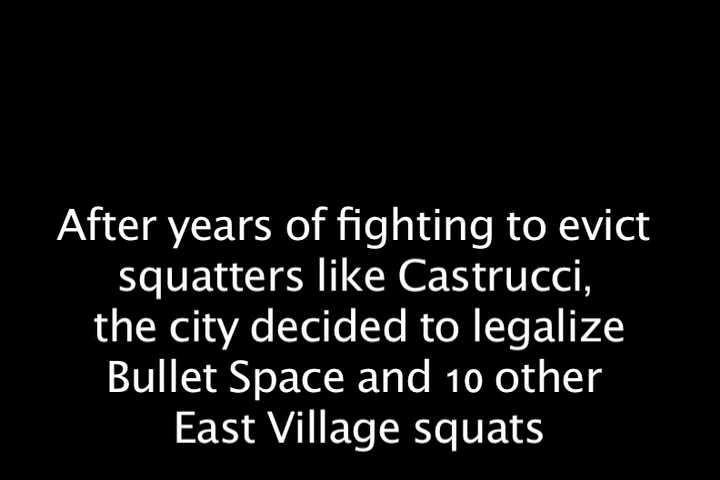 After years of fighting to evict
squatters like Castrucci,
the city decided to legalize
Bullet Space and 10 other
East Village squats